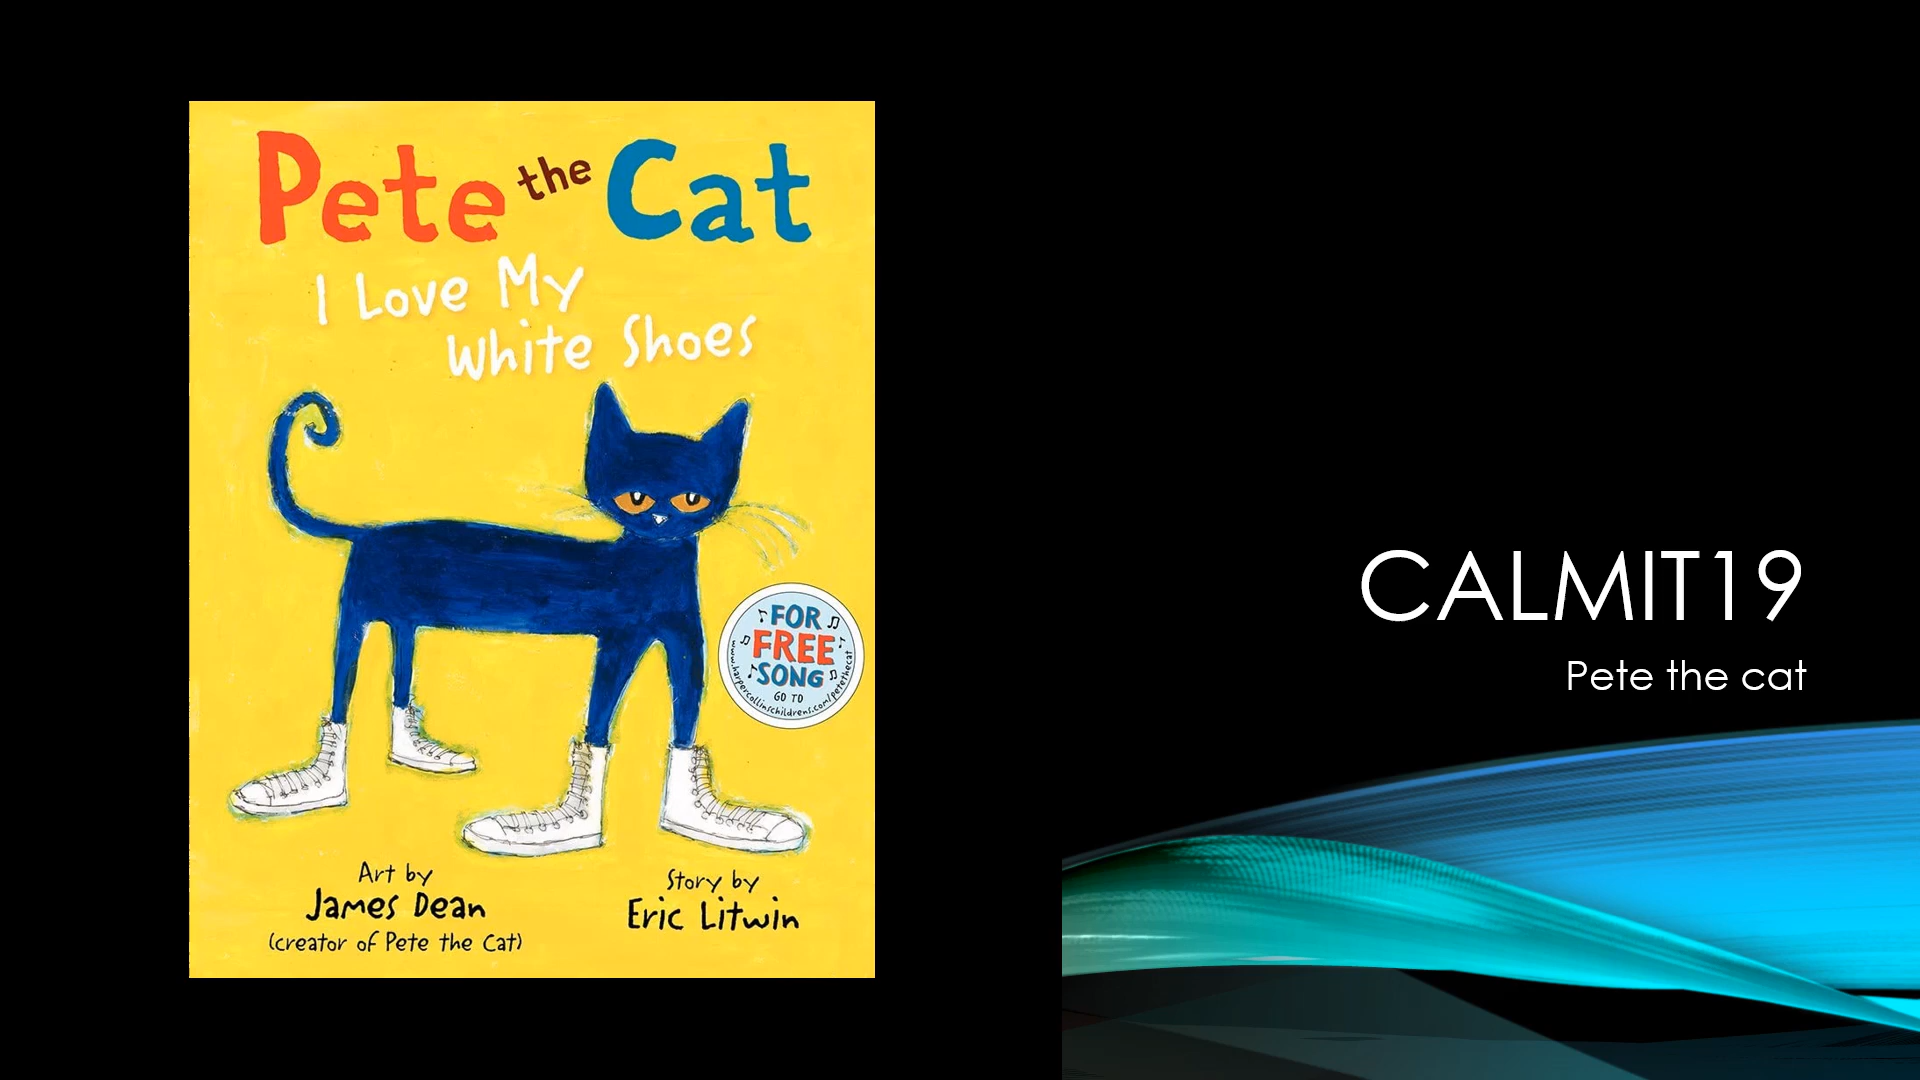 Pete the Cat
I Love My
White Shoes
FOR
FREE
SONG
GO TO
www.harpercollinschildrens.com/petethecat
Art by
James Dean
(creator of Pete the Cat)
Story by
Eric Litwin
CALMIT19
Pete the cat